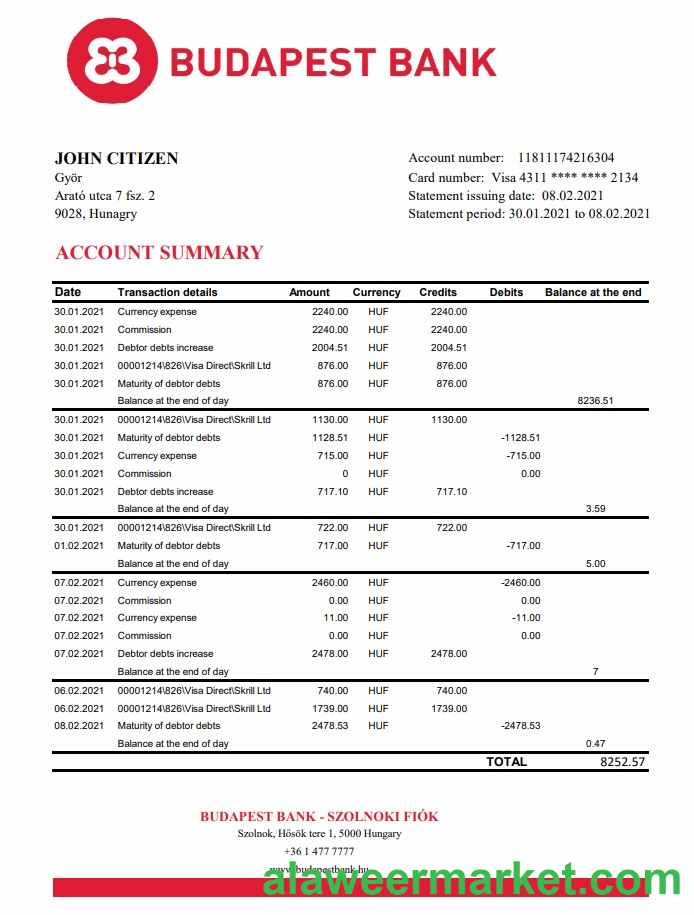 BUDAPEST BANK
JOHN CITIZEN
Győr
Arató utca 7 fsz. 2
9028, Hunagry
Account number: 11811174216304
Card number: Visa 4311 **** **** 2134
Statement issuing date: 08.02.2021
Statement period: 30.01.2021 to 08.02.2021
ACCOUNT SUMMARY
Date Transaction details Amount Currency Credits Debits Balance at the end
30.01.2021 Currency expense 2240.00 HUF 2240.00
30.01.2021 Commission 2240.00 HUF 2240.00
30.01.2021 Debtor debts increase 2004.51 HUF 2004.51
30.01.2021 00001214\826\Visa Direct\Skrill Ltd 876.00 HUF 876.00
30.01.2021 Maturity of debtor debts 876.00 HUF 876.00
Balance at the end of day 8236.51
30.01.2021 00001214\826\Visa Direct\Skrill Ltd 1130.00 HUF 1130.00
30.01.2021 Maturity of debtor debts 1128.51 HUF -1128.51
30.01.2021 Currency expense 715.00 HUF -715.00
30.01.2021 Commission 0 HUF 0.00
30.01.2021 Debtor debts increase 717.10 HUF 717.10
Balance at the end of day 3.59
30.01.2021 00001214\826\Visa Direct\Skrill Ltd 722.00 HUF 722.00
01.02.2021 Maturity of debtor debts 717.00 HUF -717.00
Balance at the end of day 5.00
07.02.2021 Currency expense 2460.00 HUF -2460.00
07.02.2021 Commission 0.00 HUF 0.00
07.02.2021 Currency expense 11.00 HUF -11.00
07.02.2021 Commission 0.00 HUF 0.00
07.02.2021 Debtor debts increase 2478.00 HUF 2478.00
Balance at the end of day 7
06.02.2021 00001214\826\Visa Direct\Skrill Ltd 740.00 HUF 740.00
06.02.2021 00001214\826\Visa Direct\Skrill Ltd 1739.00 HUF 1739.00
08.02.2021 Maturity of debtor debts 2478.53 HUF -2478.53
Balance at the end of day 0.47
TOTAL 8252.57
BUDAPEST BANK - SZOLNOKI FIÓK
Szolnok, Hősök tere 1, 5000 Hungary
+36 1 477 7777
www.budapestbank.hu
alaweermarket.com